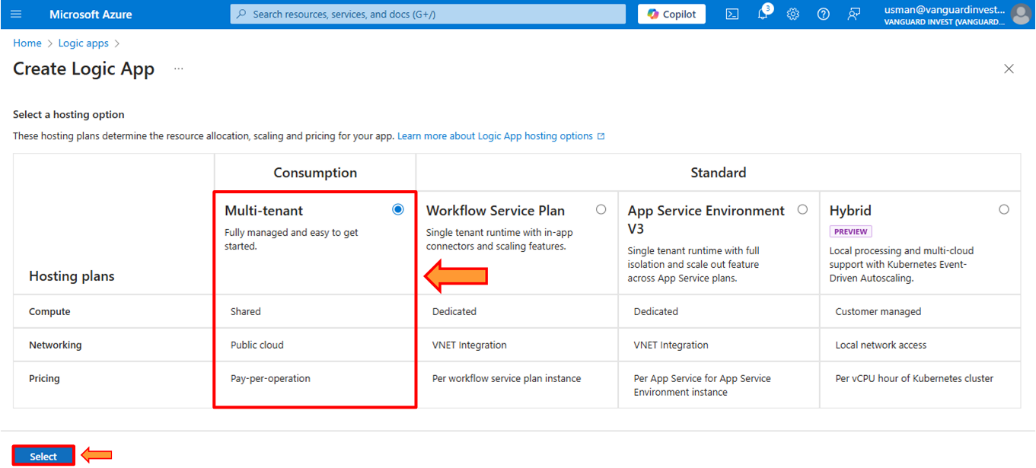 Microsoft Azure
Search resources, services, and docs (G+/)
Copilot
3
usman@vanguardinvest...
VANGUARD INVEST (VANGUARD...
Home > Logic apps >
Create Logic App ...
Select a hosting option
These hosting plans determine the resource allocation, scaling and pricing for your app. Learn more about Logic App hosting options
Consumption
Standard
Hosting plans
Multi-tenant
Fully managed and easy to get
started.
Workflow Service Plan
Single tenant runtime with in-app
connectors and scaling features.
App Service Environment
V3
Single tenant runtime with full
isolation and scale out feature
across App Service plans.
Hybrid
PREVIEW
Local processing and multi-cloud
support with Kubernetes Event-
Driven Autoscaling.
Compute
Shared
Dedicated
Dedicated
Customer managed
Networking
Public cloud
VNET Integration
VNET Integration
Local network access
Pricing
Pay-per-operation
Per workflow service plan instance
Per App Service for App Service
Environment instance
Per vCPU hour of Kubernetes cluster
Select